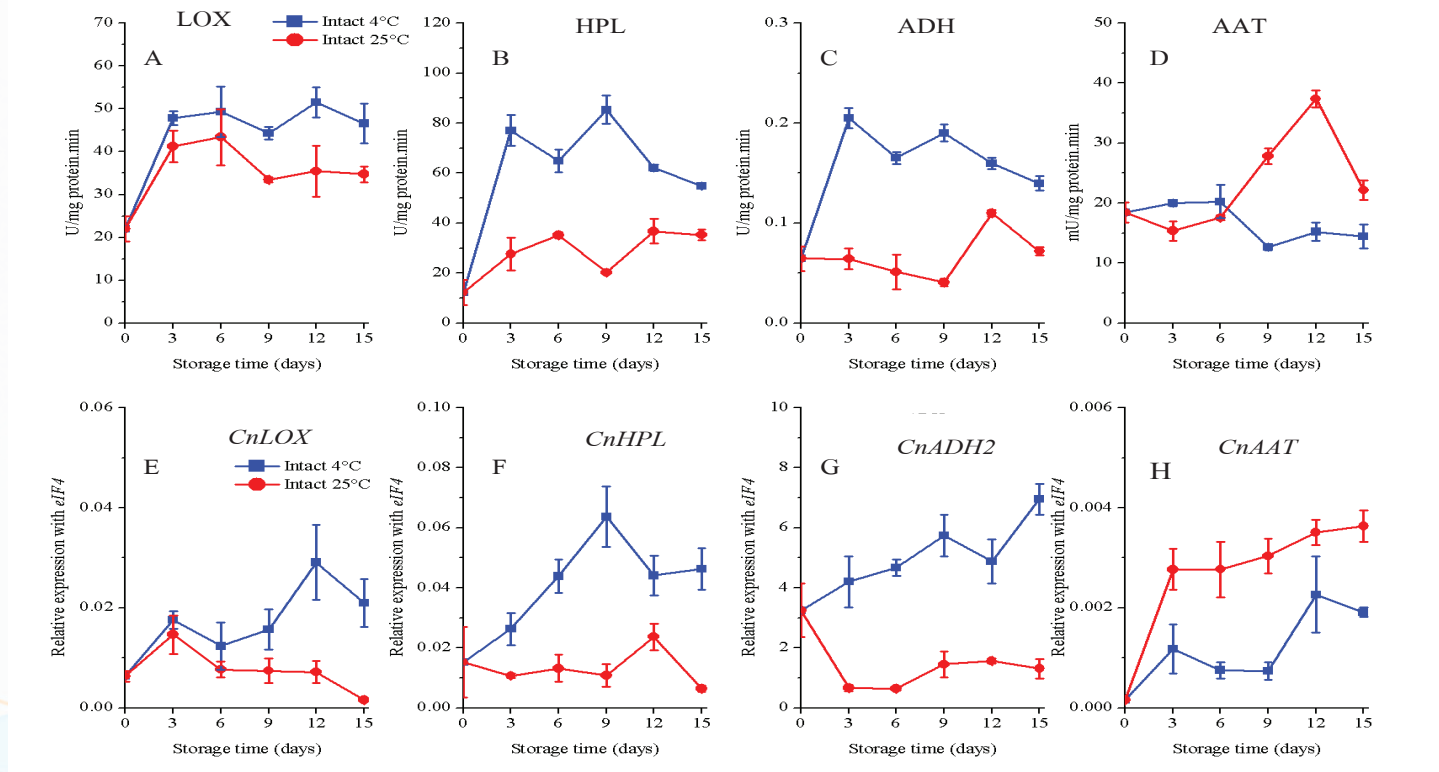 LOX
Intact 4°C
Intact 25°C
A
70
60
50
40
30
20
10
0
U/mg protein.min
0 3 6 9 12 15
Storage time (days)
HPL
B
120
100
80
60
40
20
0
U/mg protein.min
0 3 6 9 12 15
Storage time (days)
ADH
C
0.3
0.2
0.1
0.0
U/mg protein.min
0 3 6 9 12 15
Storage time (days)
AAT
D
50
40
30
20
10
0
mU/mg protein.min
0 3 6 9 12 15
Storage time (days)
CnLOX
E
Intact 4°C
Intact 25°C
0.06
0.04
0.02
0.00
Relative expression with eIF4
0 3 6 9 12 15
Storage time (days)
CnHPL
F
0.10
0.08
0.06
0.04
0.02
0.00
Relative expression with eIF4
0 3 6 9 12 15
Storage time (days)
CnADH2
G
10
8
6
4
2
0
Relative expression with eIF4
0 3 6 9 12 15
Storage time (days)
CnAAT
H
0.006
0.004
0.002
0.000
Relative expression with eIF4
0 3 6 9 12 15
Storage time (days)